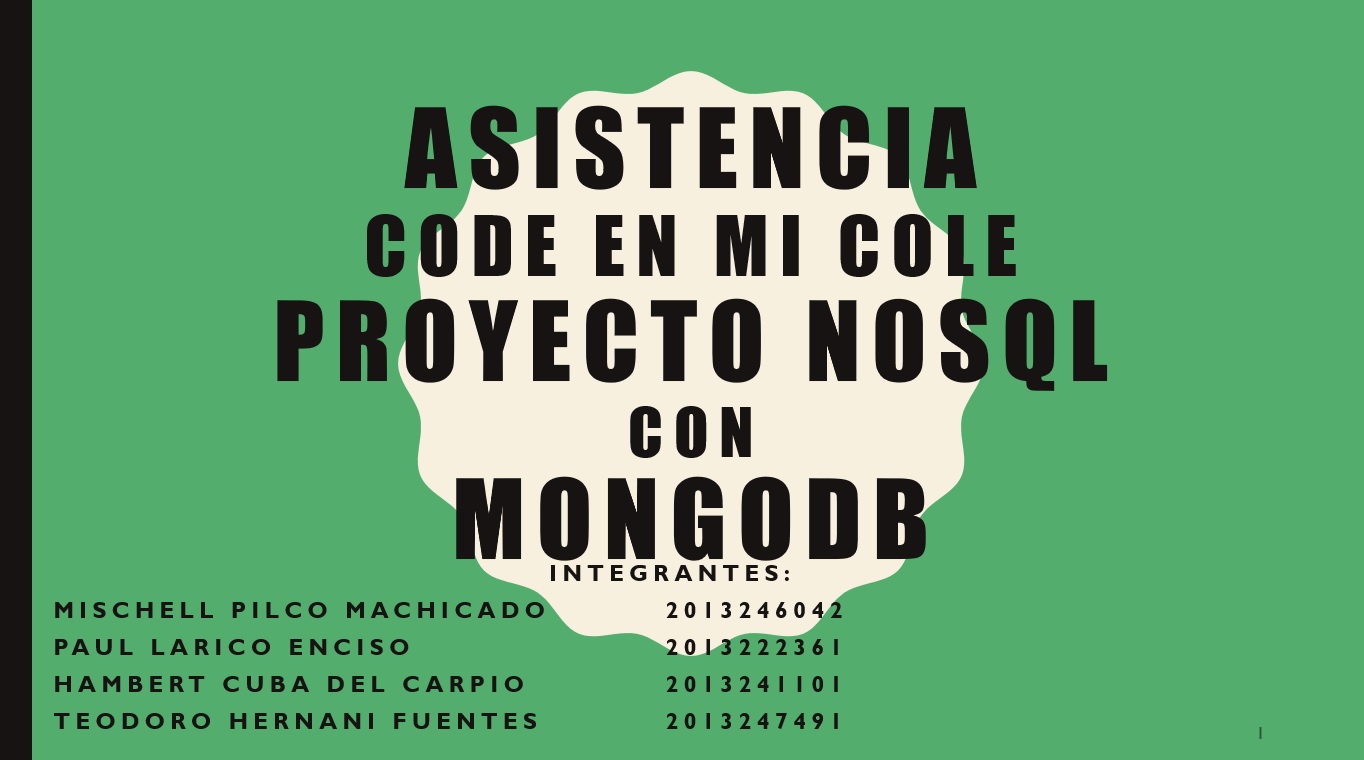 ASISTENCIA
CODE EN MI COLE
PROYECTO NOSQL
CON
MONGODB
INTEGRANTES:
MISCHELL PILCO MACHICADO 2013246042
PAUL LARICO ENCISO 2013222361
HAMBERT CUBA DEL CARPIO 2013241101
TEODORO HERNANI FUENTES 2013247491
1